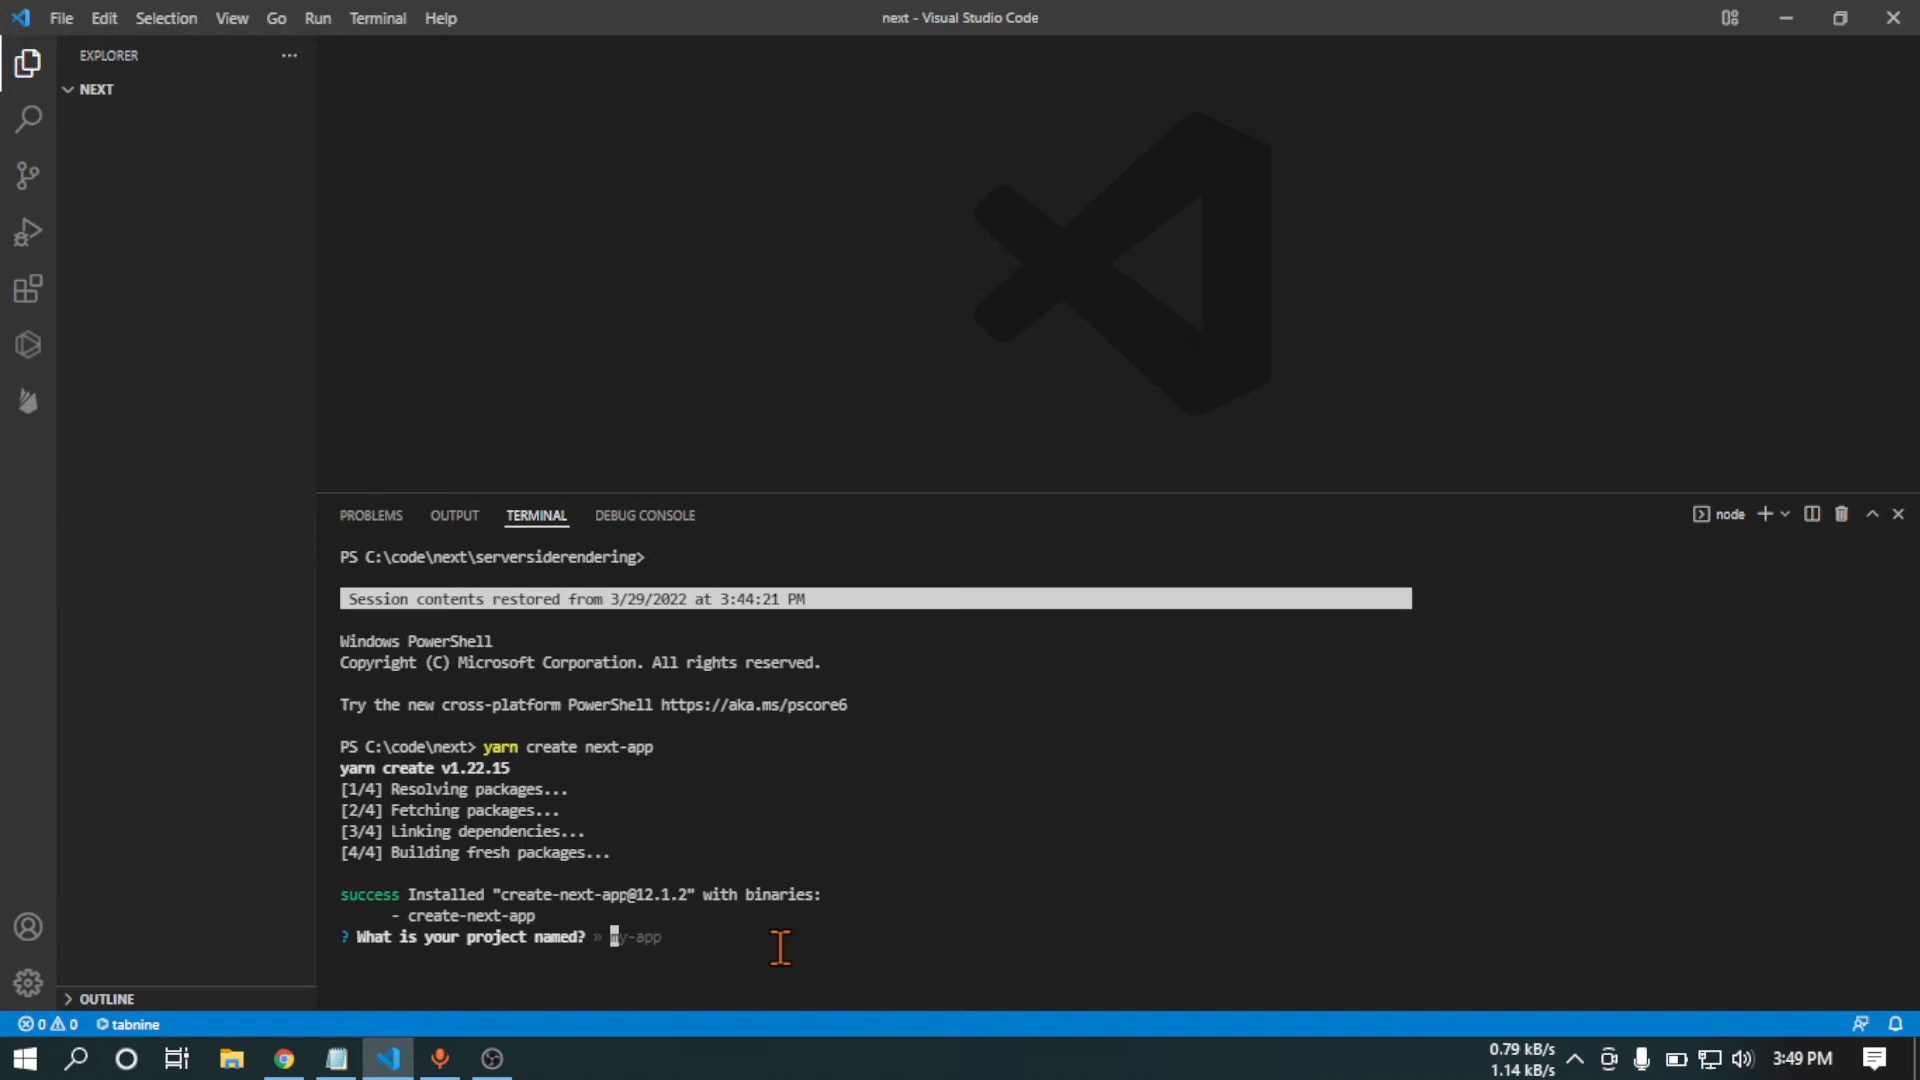 File Edit Selection View Go Run Terminal Help
next - Visual Studio Code
EXPLORER
NEXT
PROBLEMS OUTPUT TERMINAL DEBUG CONSOLE
node
PS C:\code\next\serversiderendering>
Session contents restored from 3/29/2022 at 3:44:21 PM
Windows PowerShell
Copyright (C) Microsoft Corporation. All rights reserved.
Try the new cross-platform PowerShell https://aka.ms/pscore6
PS C:\code\next> yarn create next-app
yarn create v1.22.15
[1/4] Resolving packages...
[2/4] Fetching packages...
[3/4] Linking dependencies...
[4/4] Building fresh packages...
success Installed "create-next-app@12.1.2" with binaries:
- create-next-app
? What is your project named? » my-app
OUTLINE
0 0 tabnine
0.79 kB/s
1.14 kB/s
3:49 PM